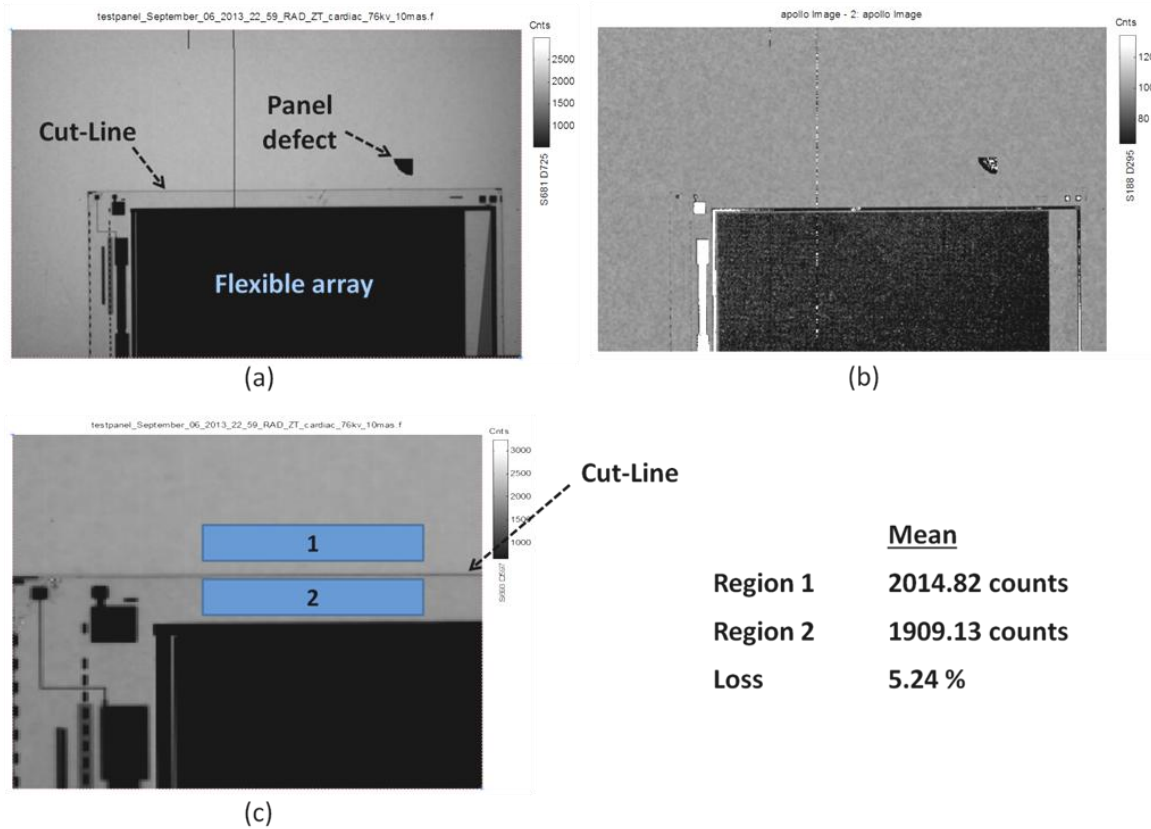 testpanel_September_06_2013_22_59_RAD_ZT_cardiac_76kv_10mas.f
Cnts
2500
2000
1500
1000
S681 D725
Cut-Line
Panel
defect
Flexible array
(a)
apollo Image - 2: apollo Image
Cnts
120
100
80
S188 D295
(b)
testpanel_September_06_2013_22_59_RAD_ZT_cardiac_76kv_10mas.f
Cnts
3000
2500
2000
1500
1000
Cut-Line
1
2
(c)
Mean
Region 1 2014.82 counts
Region 2 1909.13 counts
Loss 5.24 %